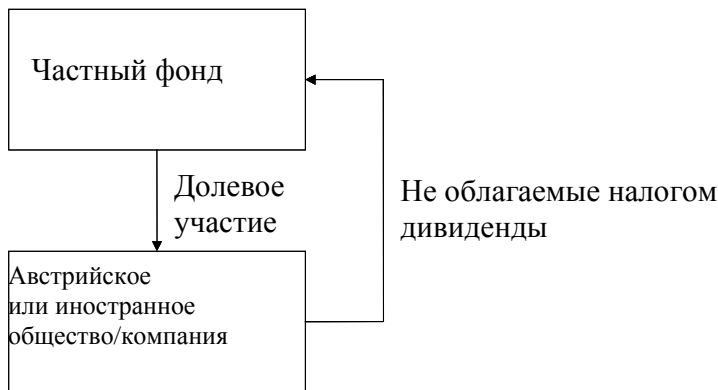 Частный фонд
Долевое
участие
Не облагаемые налогом
дивиденды
Австрийское
или иностранное
общество/компания